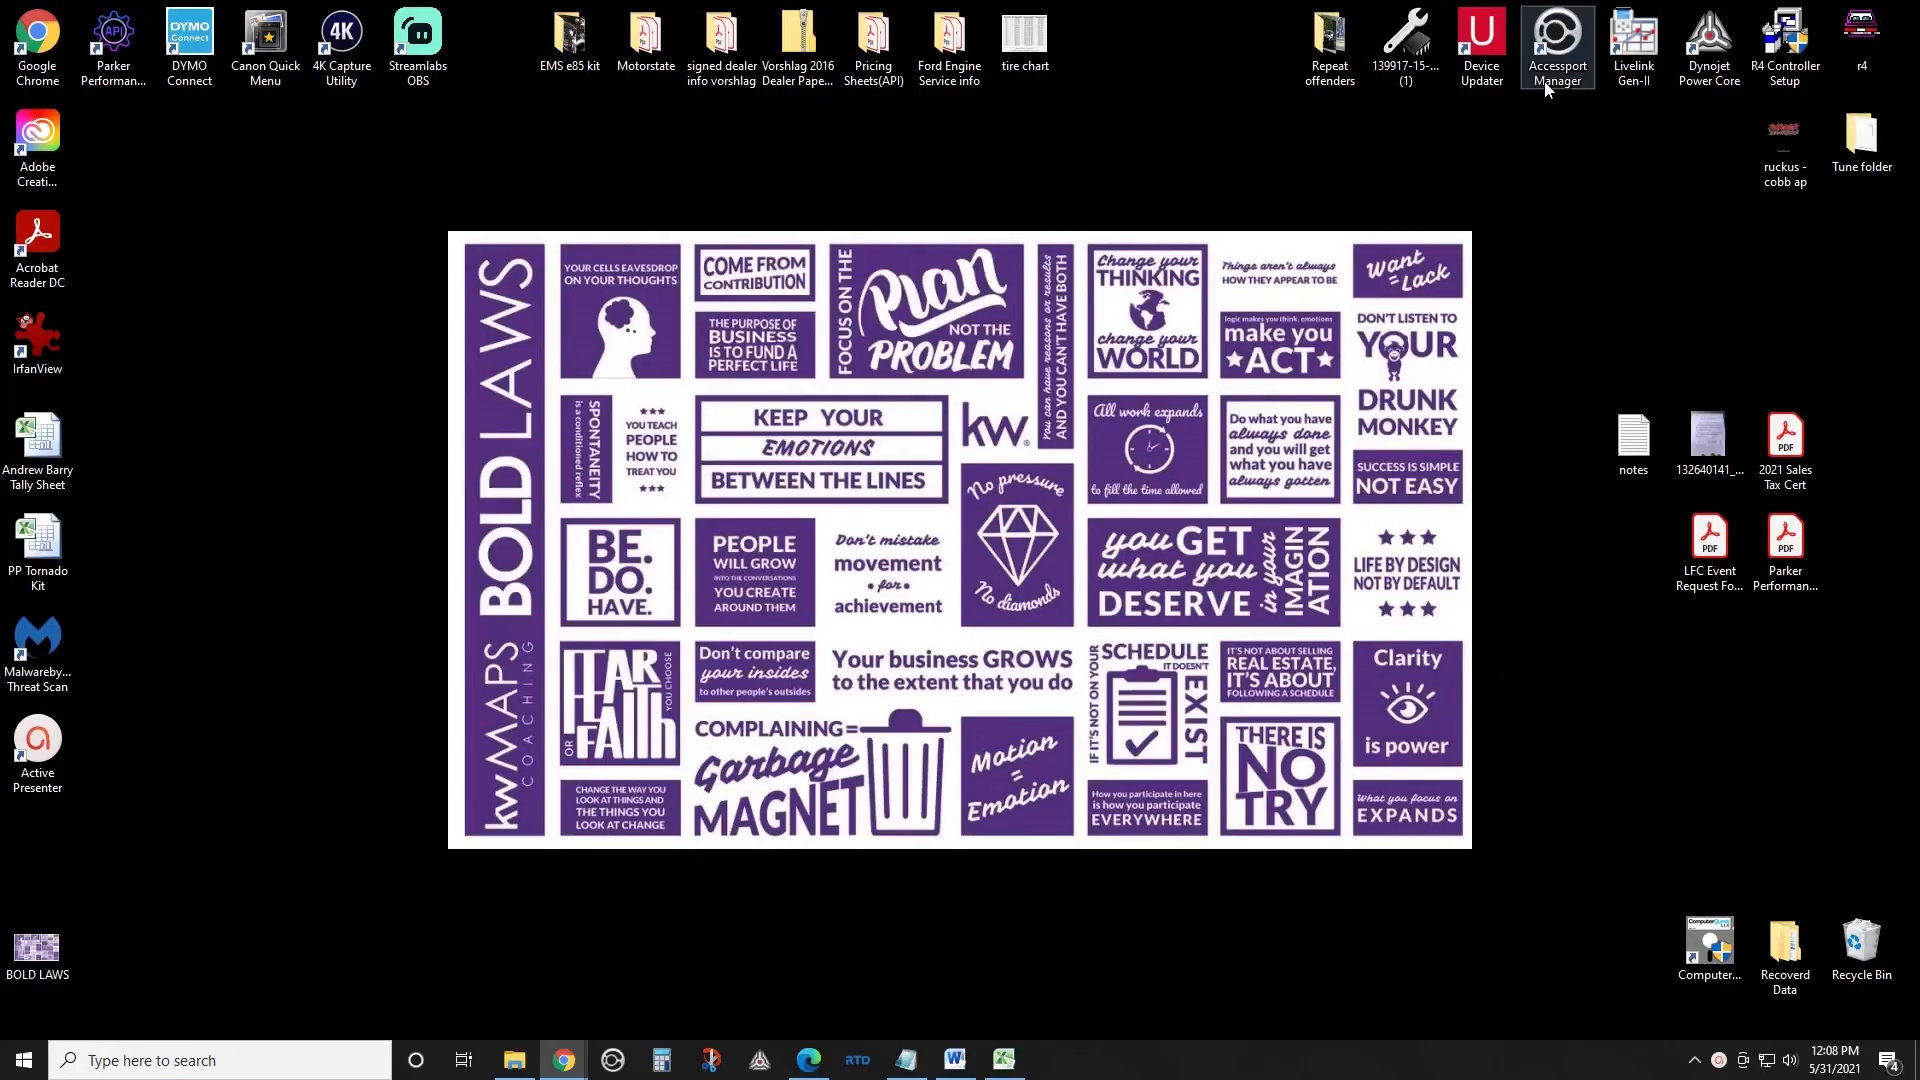 Google
Chrome
API
Parker
Performan...
DYMO
Connect
DYMO
Connect
Canon Quick
Menu
4K
4K Capture
Utility
Streamlabs
OBS
EMS e85 kit
Motorstate
signed dealer
info vorshlag
Vorshlag 2016
Dealer Pape...
Pricing
Sheets(API)
Ford Engine
Service info
tire chart
Repeat
offenders
139917-15-...
(1)
U
Device
Updater
Accessport
Manager
Livelink
Gen-II
Dynojet
Power Core
R4 Controller
Setup
r4
Adobe
Creati...
ruckus -
cobb ap
Tune folder
Acrobat
Reader DC
IrfanView
Andrew Barry
Tally Sheet
PP Tornado
Kit
Malwareby...
Threat Scan
Active
Presenter
BOLD LAWS
notes
132640141_...
PDF
2021 Sales
Tax Cert
PDF
LFC Event
Request Fo...
PDF
Parker
Performan...
Computer...
Recoverd
Data
Recycle Bin
BOLD LAWS
kwMAPS
COACHING
YOUR CELLS EAVESDROP
ON YOUR THOUGHTS
COME FROM
CONTRIBUTION
THE PURPOSE OF
BUSINESS
IS TO FUND A
PERFECT LIFE
FOCUS ON THE
Plan
NOT THE
PROBLEM
You can have reasons or results
AND YOU CAN'T HAVE BOTH
Change your
THINKING
change your
WORLD
Things aren't always
HOW THEY APPEAR TO BE
logic makes you think, emotions
make you
ACT
Want
= Lack
DON'T LISTEN TO
YOUR
DRUNK
MONKEY
SPONTANEITY
is a conditioned reflex
YOU TEACH
PEOPLE
HOW TO
TREAT YOU
KEEP YOUR
EMOTIONS
BETWEEN THE LINES
kw
All work expands
to fill the time allowed
Do what you have
always done
and you will get
what you have
always gotten
SUCCESS IS SIMPLE
NOT EASY
BE.
DO.
HAVE.
PEOPLE
WILL GROW
INTO THE CONVERSATIONS
YOU CREATE
AROUND THEM
Don't mistake
movement
for
achievement
No pressure
No diamonds
you GET
what you
DESERVE
in your
IMAGIN
ATION
LIFE BY DESIGN
NOT BY DEFAULT
FEAR
OR
FAITH
YOU CHOOSE
Don't compare
your insides
to other people's outsides
Your business GROWS
to the extent that you do
IF IT'S NOT ON YOUR
SCHEDULE
IT DOESN'T
EXIST
IT'S NOT ABOUT SELLING
REAL ESTATE,
IT'S ABOUT
FOLLOWING A SCHEDULE
Clarity
is power
CHANGE THE WAY YOU
LOOK AT THINGS AND
THE THINGS YOU
LOOK AT CHANGE
COMPLAINING =
Garbage
MAGNET
Motion
=
Emotion
How you participate in here
is how you participate
EVERYWHERE
THERE IS
NO
TRY
What you focus on
EXPANDS
Type here to search
RTD
12:08 PM
5/31/2021
4